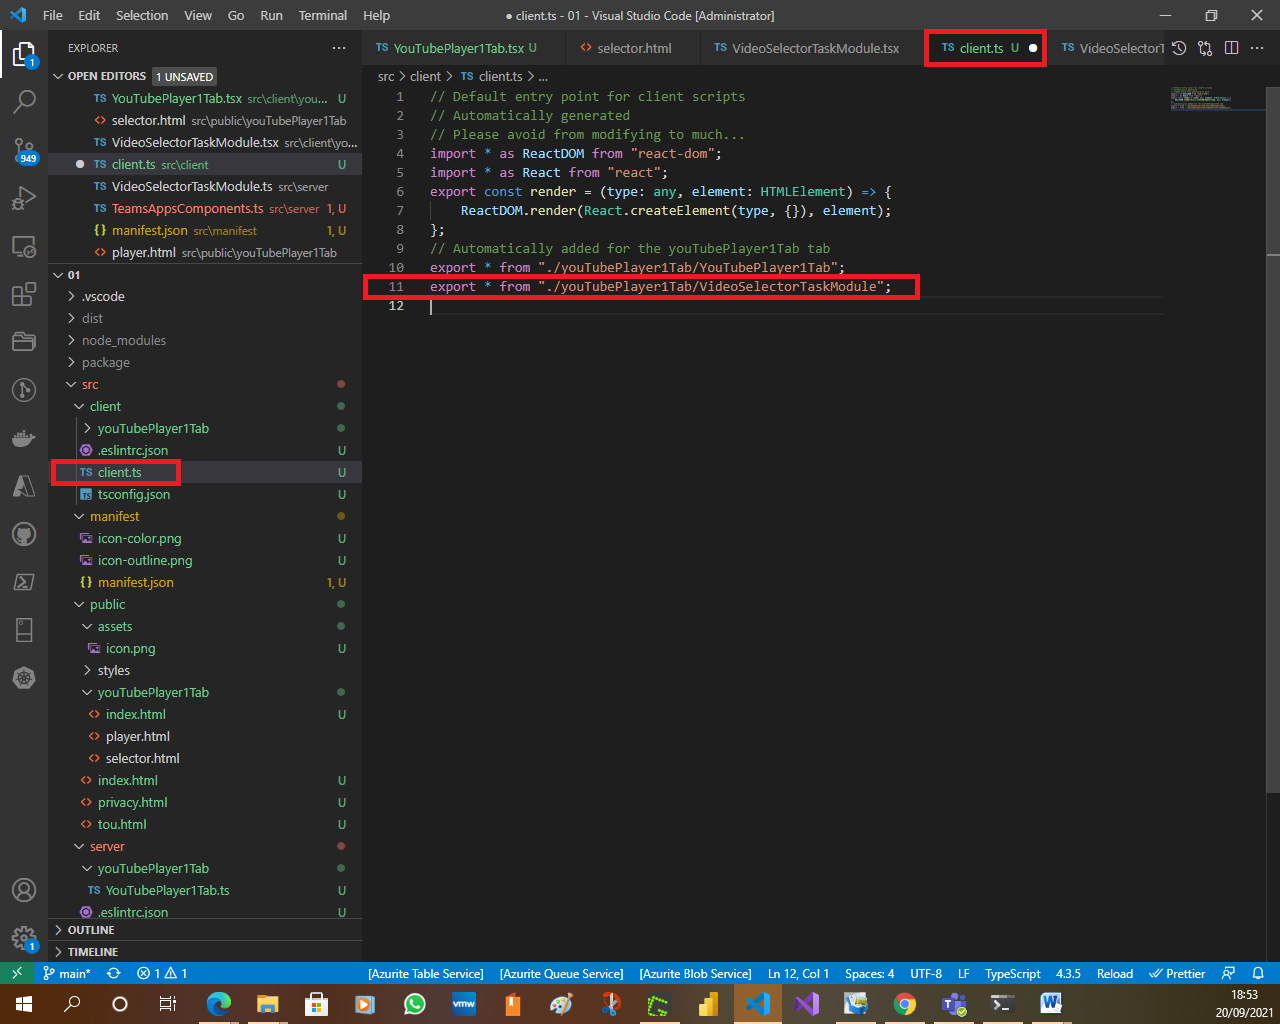 File Edit Selection View Go Run Terminal Help ● client.ts - 01 - Visual Studio Code [Administrator]
EXPLORER
OPEN EDITORS 1 UNSAVED
TS YouTubePlayer1Tab.tsx src\client\you... U
<> selector.html src\public\youTubePlayer1Tab
TS VideoSelectorTaskModule.tsx src\client\yo...
● TS client.ts src\client U
TS VideoSelectorTaskModule.ts src\server
TS TeamsAppsComponents.ts src\server 1, U
{} manifest.json src\manifest 1, U
<> player.html src\public\youTubePlayer1Tab
01
.vscode
dist
node_modules
package
src
client
youTubePlayer1Tab
.eslintrc.json U
TS client.ts U
TS tsconfig.json U
manifest
icon-color.png U
icon-outline.png U
{} manifest.json 1, U
public
assets
icon.png U
styles
youTubePlayer1Tab
<> index.html U
<> player.html
<> selector.html
<> index.html U
<> privacy.html U
<> tou.html U
server
youTubePlayer1Tab
TS YouTubePlayer1Tab.ts U
.eslintrc.json U
OUTLINE
TIMELINE
1
949
1
TS YouTubePlayer1Tab.tsx U <> selector.html TS VideoSelectorTaskModule.tsx TS client.ts U ● TS VideoSelectorT
src > client > TS client.ts > ...
1 // Default entry point for client scripts
2 // Automatically generated
3 // Please avoid from modifying to much...
4 import * as ReactDOM from "react-dom";
5 import * as React from "react";
6 export const render = (type: any, element: HTMLElement) => {
7 ReactDOM.render(React.createElement(type, {}), element);
8 };
9 // Automatically added for the youTubePlayer1Tab tab
10 export * from "./youTubePlayer1Tab/YouTubePlayer1Tab";
11 export * from "./youTubePlayer1Tab/VideoSelectorTaskModule";
12
main* 1 1 [Azurite Table Service] [Azurite Queue Service] [Azurite Blob Service] Ln 12, Col 1 Spaces: 4 UTF-8 LF TypeScript 4.3.5 Reload Prettier
vmw
18:53
20/09/2021